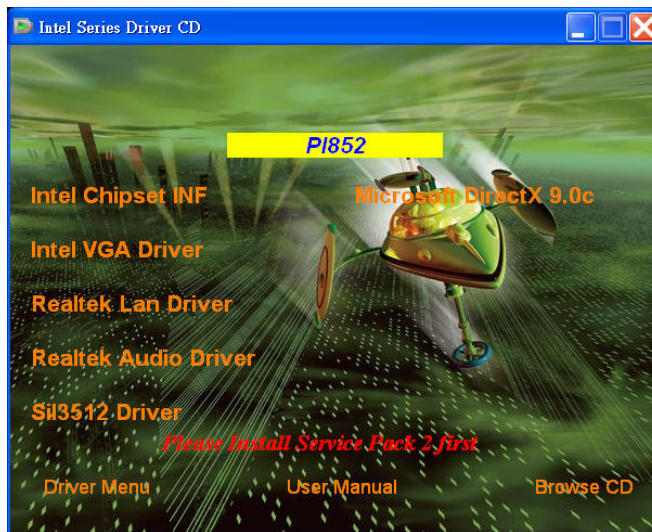 Intel Series Driver CD
PI852
Intel Chipset INF
Microsoft DirectX 9.0c
Intel VGA Driver
Realtek Lan Driver
Realtek Audio Driver
SiI3512 Driver
Please Install Service Pack 2 first
Driver Menu
User Manual
Browse CD